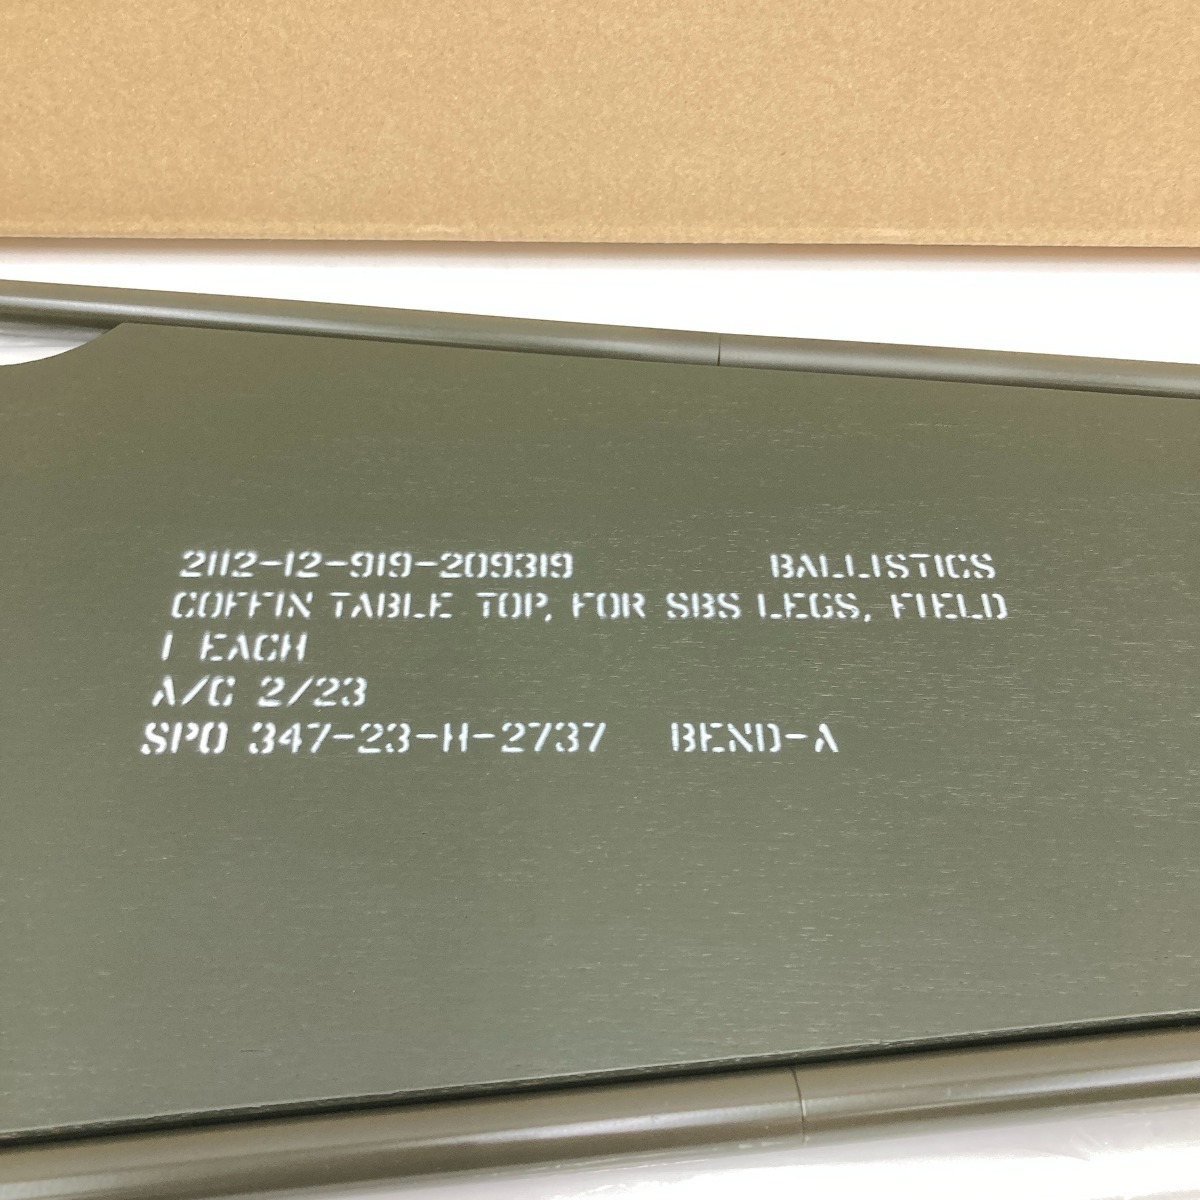 2112-12-919-209319 BALLISTICS
COFFIN TABLE TOP, FOR SBS LEGS, FIELD
1 EACH
A/C 2/23
SPO 347-23-H-2737 BEND-A